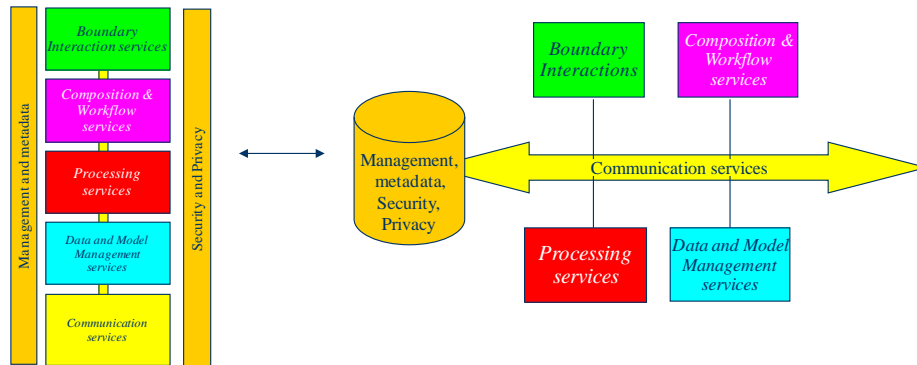 Management and metadata
Boundary
Interaction services
Composition &
Workflow
services
Processing
services
Data and Model
Management
services
Communication
services
Security and Privacy
Management,
metadata,
Security,
Privacy
Boundary
Interactions
Composition &
Workflow
services
Communication services
Processing
services
Data and Model
Management
services